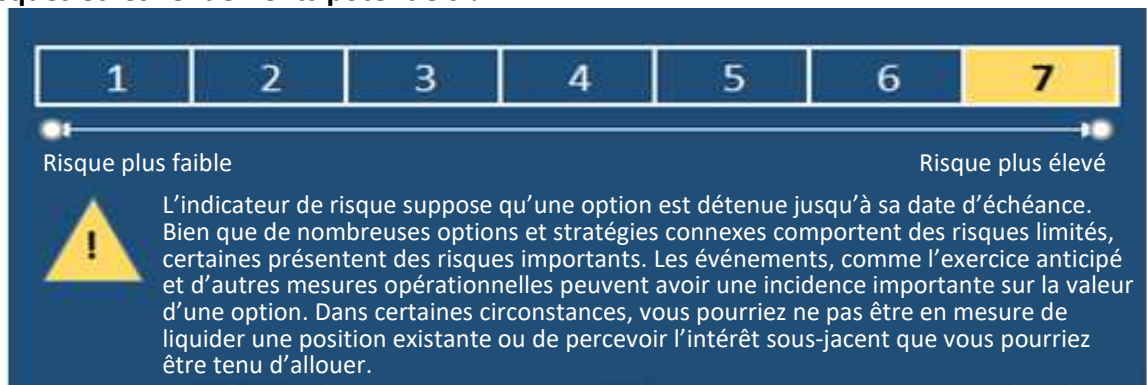 1 2 3 4 5 6 7
Risque plus faible Risque plus élevé
L’indicateur de risque suppose qu’une option est détenue jusqu’à sa date d’échéance.
! Bien que de nombreuses options et stratégies connexes comportent des risques limités,
certaines présentent des risques importants. Les événements, comme l’exercice anticipé
et d’autres mesures opérationnelles peuvent avoir une incidence importante sur la valeur
d’une option. Dans certaines circonstances, vous pourriez ne pas être en mesure de
liquider une position existante ou de percevoir l’intérêt sous-jacent que vous pourriez
être tenu d’allouer.